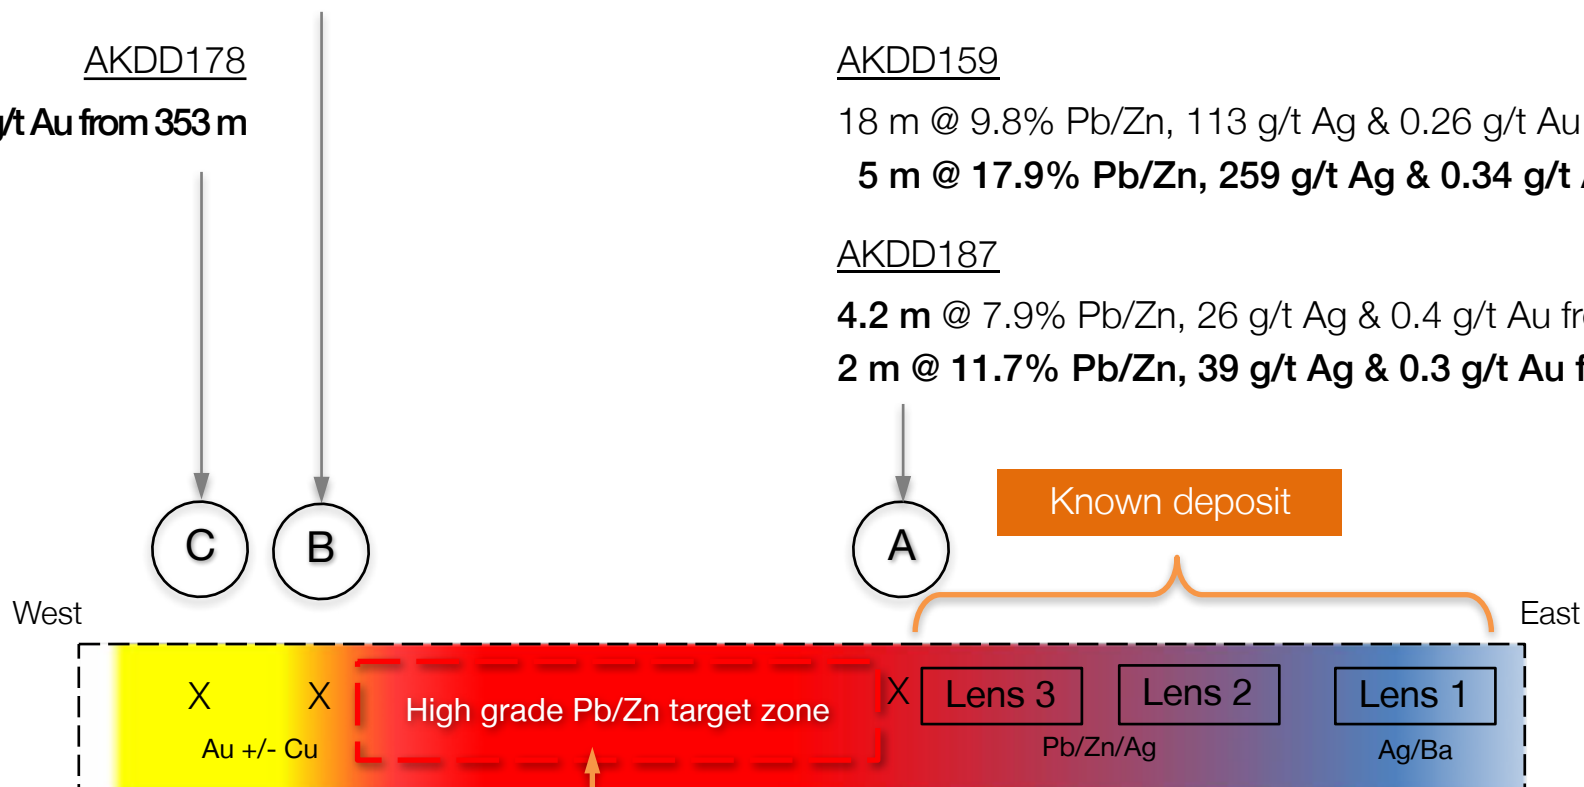 AKDD178
g/t Au from 353 m
AKDD159
18 m @ 9.8% Pb/Zn, 113 g/t Ag & 0.26 g/t Au
5 m @ 17.9% Pb/Zn, 259 g/t Ag & 0.34 g/t
AKDD187
4.2 m @ 7.9% Pb/Zn, 26 g/t Ag & 0.4 g/t Au
2 m @ 11.7% Pb/Zn, 39 g/t Ag & 0.3 g/t Au
Known deposit
C
B
A
West
East
X
X
High grade Pb/Zn target zone
X
Lens 3
Lens 2
Lens 1
Au +/- Cu
Pb/Zn/Ag
Ag/Ba